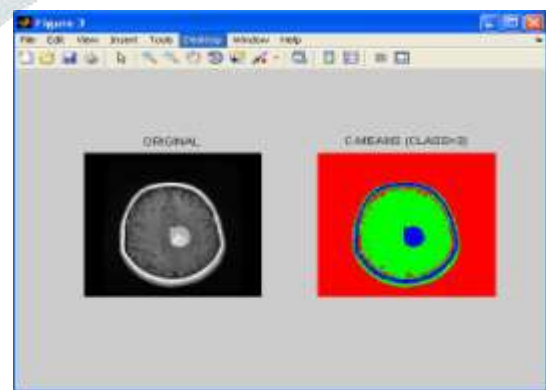 Figure 3
File Edit View Insert Tools Desktop Window Help
ORIGINAL
C-MEANS (CLASS=3)